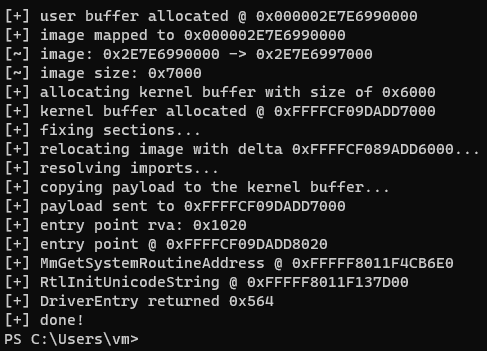 [+] user buffer allocated @ 0x000002E7E6990000
[+] image mapped to 0x000002E7E6990000
[~] image: 0x2E7E6990000 -> 0x2E7E6997000
[~] image size: 0x7000
[+] allocating kernel buffer with size of 0x6000
[+] kernel buffer allocated @ 0xFFFFCF09DADD7000
[+] fixing sections...
[+] relocating image with delta 0xFFFFCF089ADD6000...
[+] resolving imports...
[+] copying payload to the kernel buffer...
[+] payload sent to 0xFFFFCF09DADD7000
[+] entry point rva: 0x1020
[+] entry point @ 0xFFFFCF09DADD8020
[+] MmGetSystemRoutineAddress @ 0xFFFFF8011F4CB6E0
[+] RtlInitUnicodeString @ 0xFFFFF8011F137D00
[+] DriverEntry returned 0x564
[+] done!
PS C:\Users\vm>